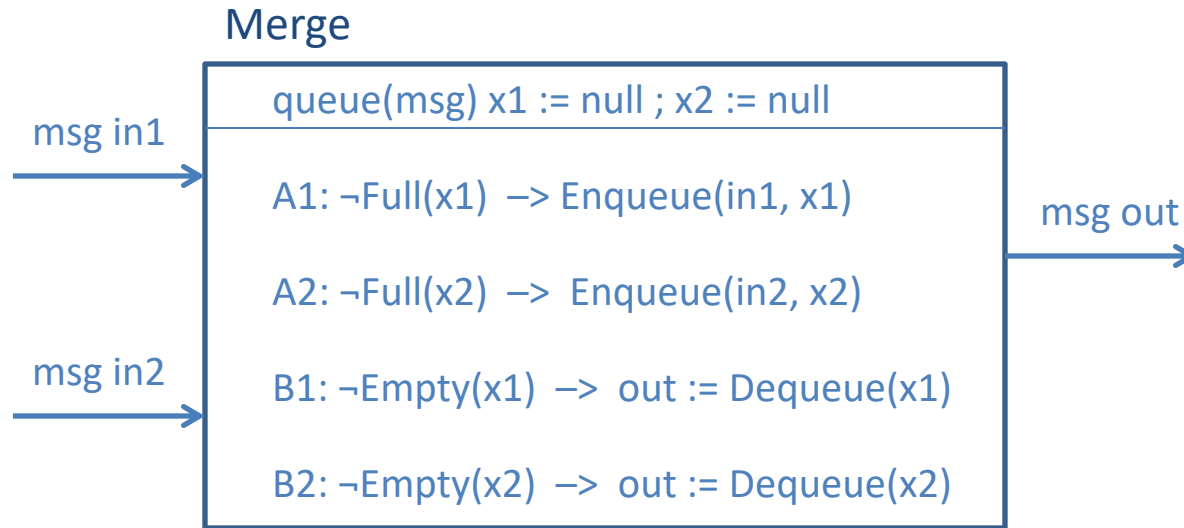 Merge
queue(msg) x1 := null ; x2 := null
msg in1
A1: ¬Full(x1) –> Enqueue(in1, x1)
msg out
A2: ¬Full(x2) –> Enqueue(in2, x2)
msg in2
B1: ¬Empty(x1) –> out := Dequeue(x1)
B2: ¬Empty(x2) –> out := Dequeue(x2)